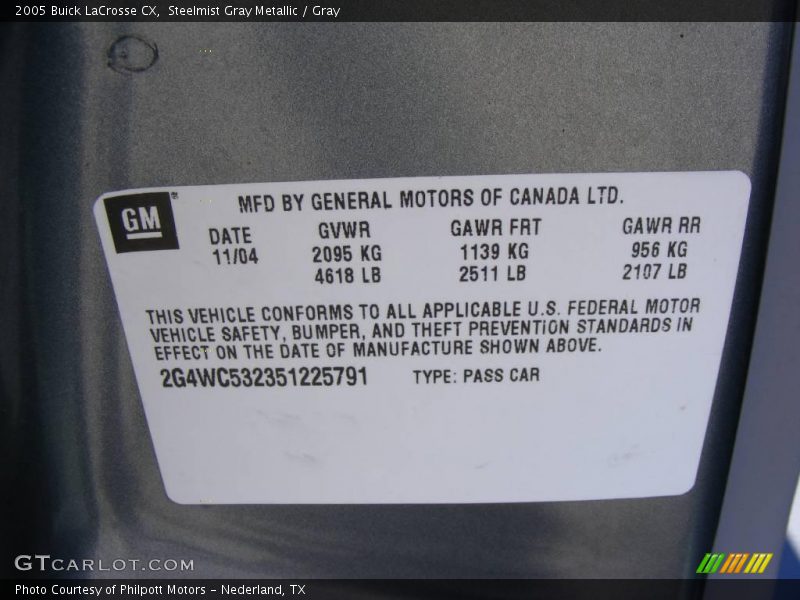 2005 Buick LaCrosse CX, Steelmist Gray Metallic / Gray
GM®
MFD BY GENERAL MOTORS OF CANADA LTD.
DATE GVWR GAWR FRT GAWR RR
11/04 2095 KG 1139 KG 956 KG
4618 LB 2511 LB 2107 LB
THIS VEHICLE CONFORMS TO ALL APPLICABLE U.S. FEDERAL MOTOR
VEHICLE SAFETY, BUMPER, AND THEFT PREVENTION STANDARDS IN
EFFECT ON THE DATE OF MANUFACTURE SHOWN ABOVE.
2G4WC532351225791 TYPE: PASS CAR
GTCARLOT.COM
Photo Courtesy of Philpott Motors - Nederland, TX